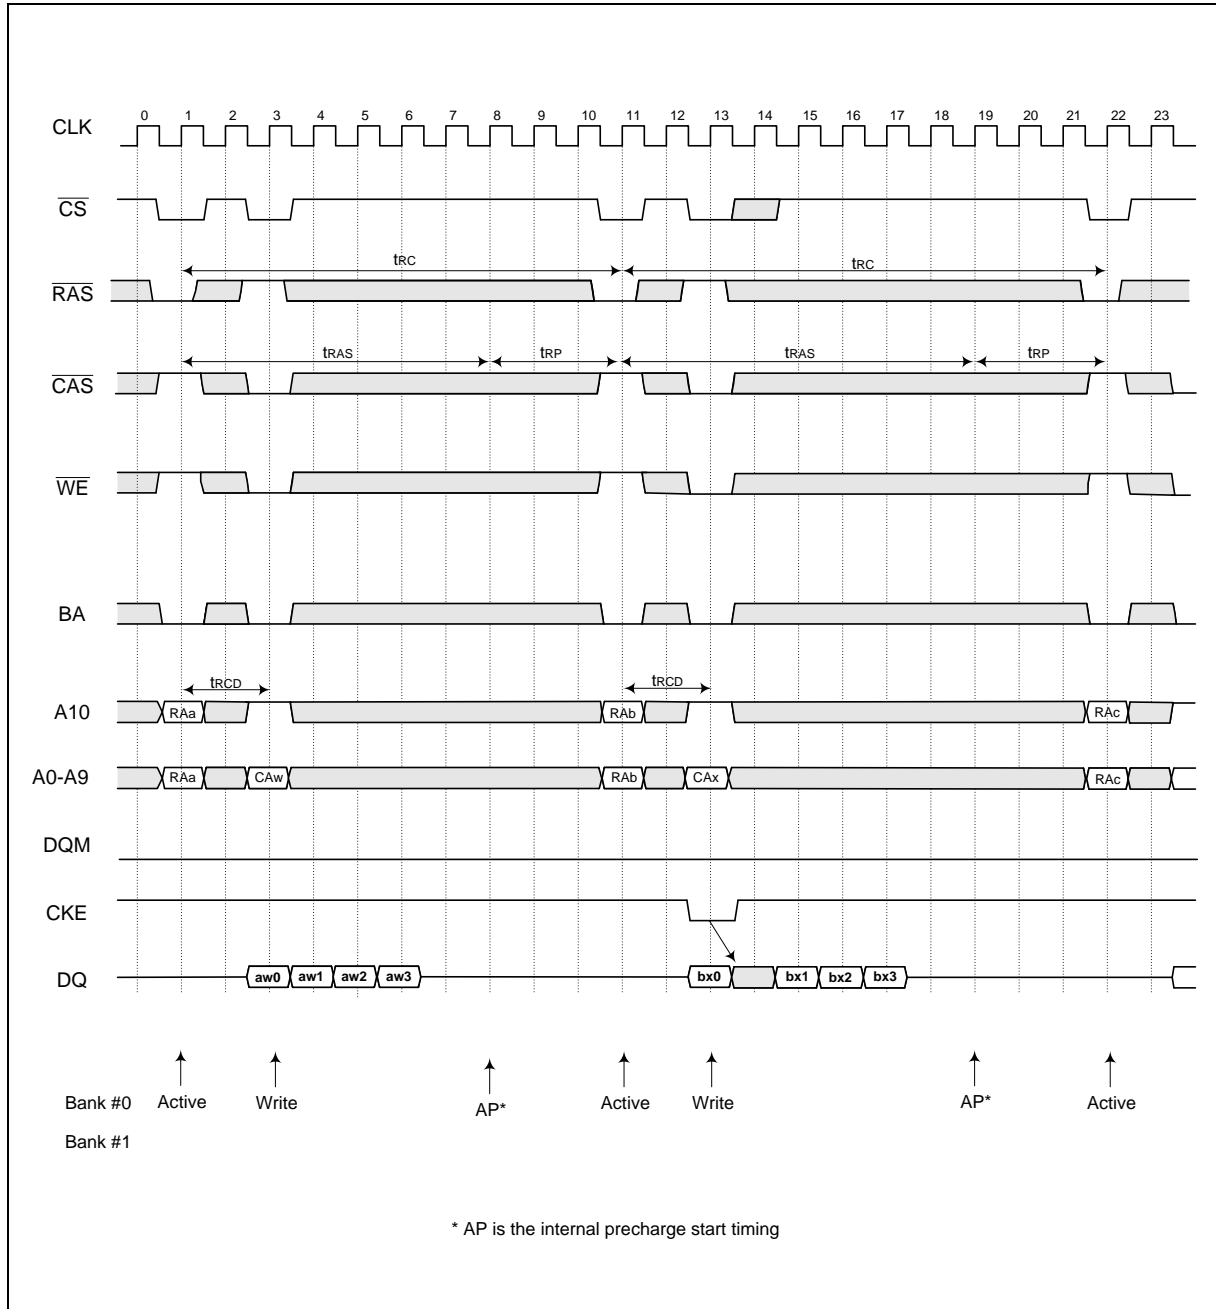 0 1 2 3 4 5 6 7 8 9 10 11 12 13 14 15 16 17 18 19 20 21 22 23
CLK
CS
tRC tRC
RAS
tRAS tRP tRAS tRP
CAS
WE
BA
tRCD tRCD
A10 RAa RAb RAc
A0-A9 RAa CAw RAb CAx RAc
DQM
CKE
DQ aw0 aw1 aw2 aw3 bx0 bx1 bx2 bx3
Bank #0 Active Write AP* Active Write AP* Active
Bank #1
* AP is the internal precharge start timing